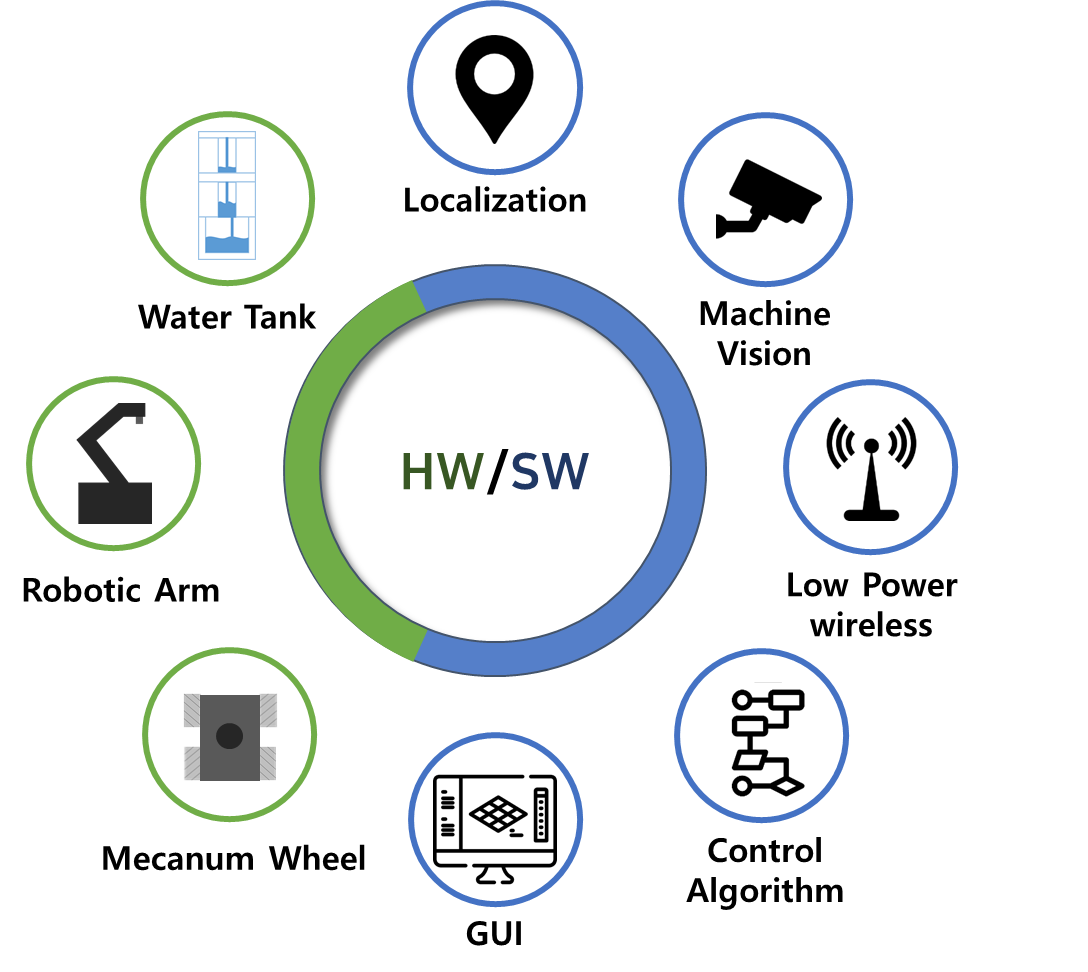 Localization
Water Tank
Machine
Vision
HW/SW
Robotic Arm
Low Power
wireless
Mecanum Wheel
Control
Algorithm
GUI